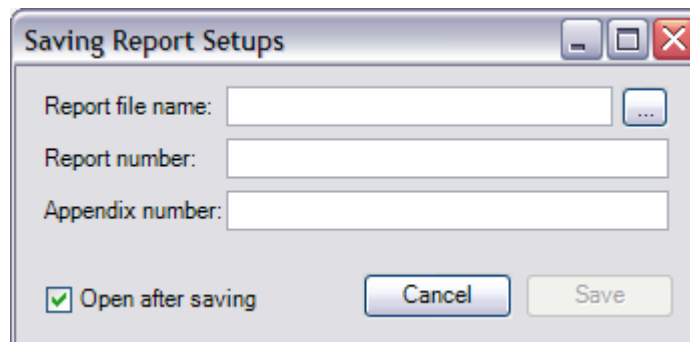 Saving Report Setups
Report file name:
...
Report number:
Appendix number:
Open after saving
Cancel
Save